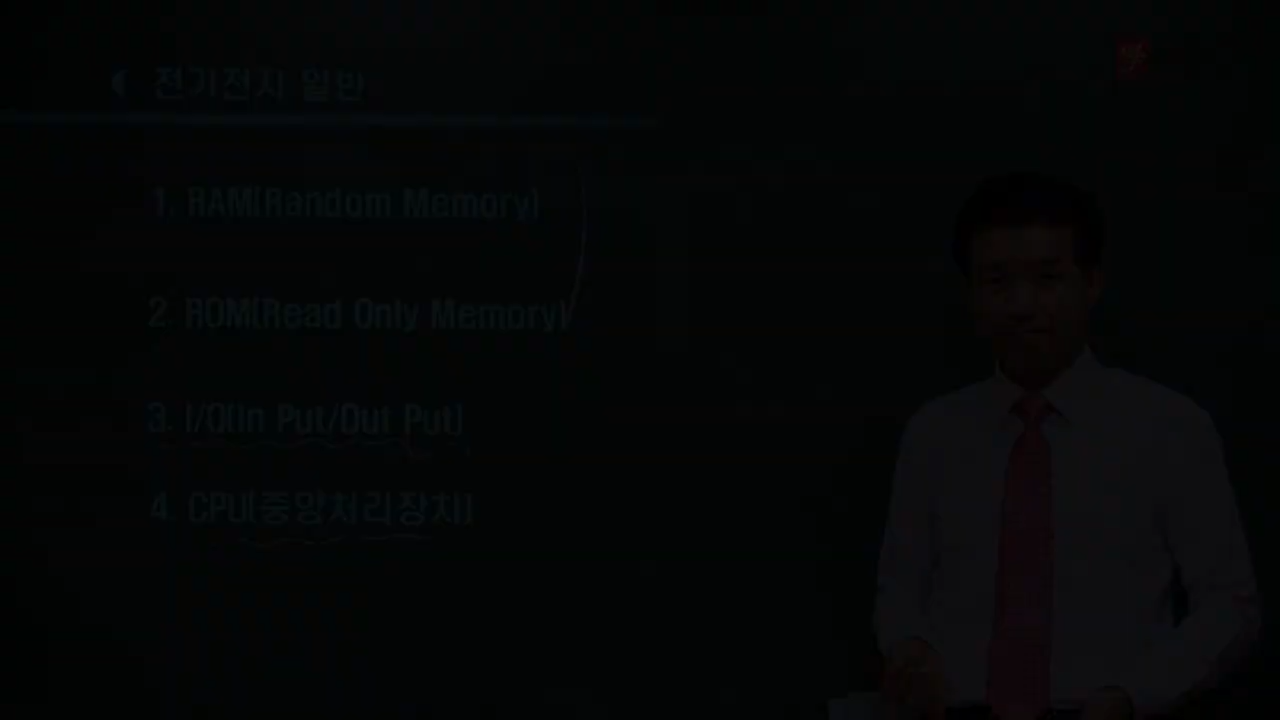 전기전자 일반
1. RAM(Random Memory)
2. ROM(Read Only Memory)
3. I/O(In Put/Out Put)
4. CPU(중앙처리장치)